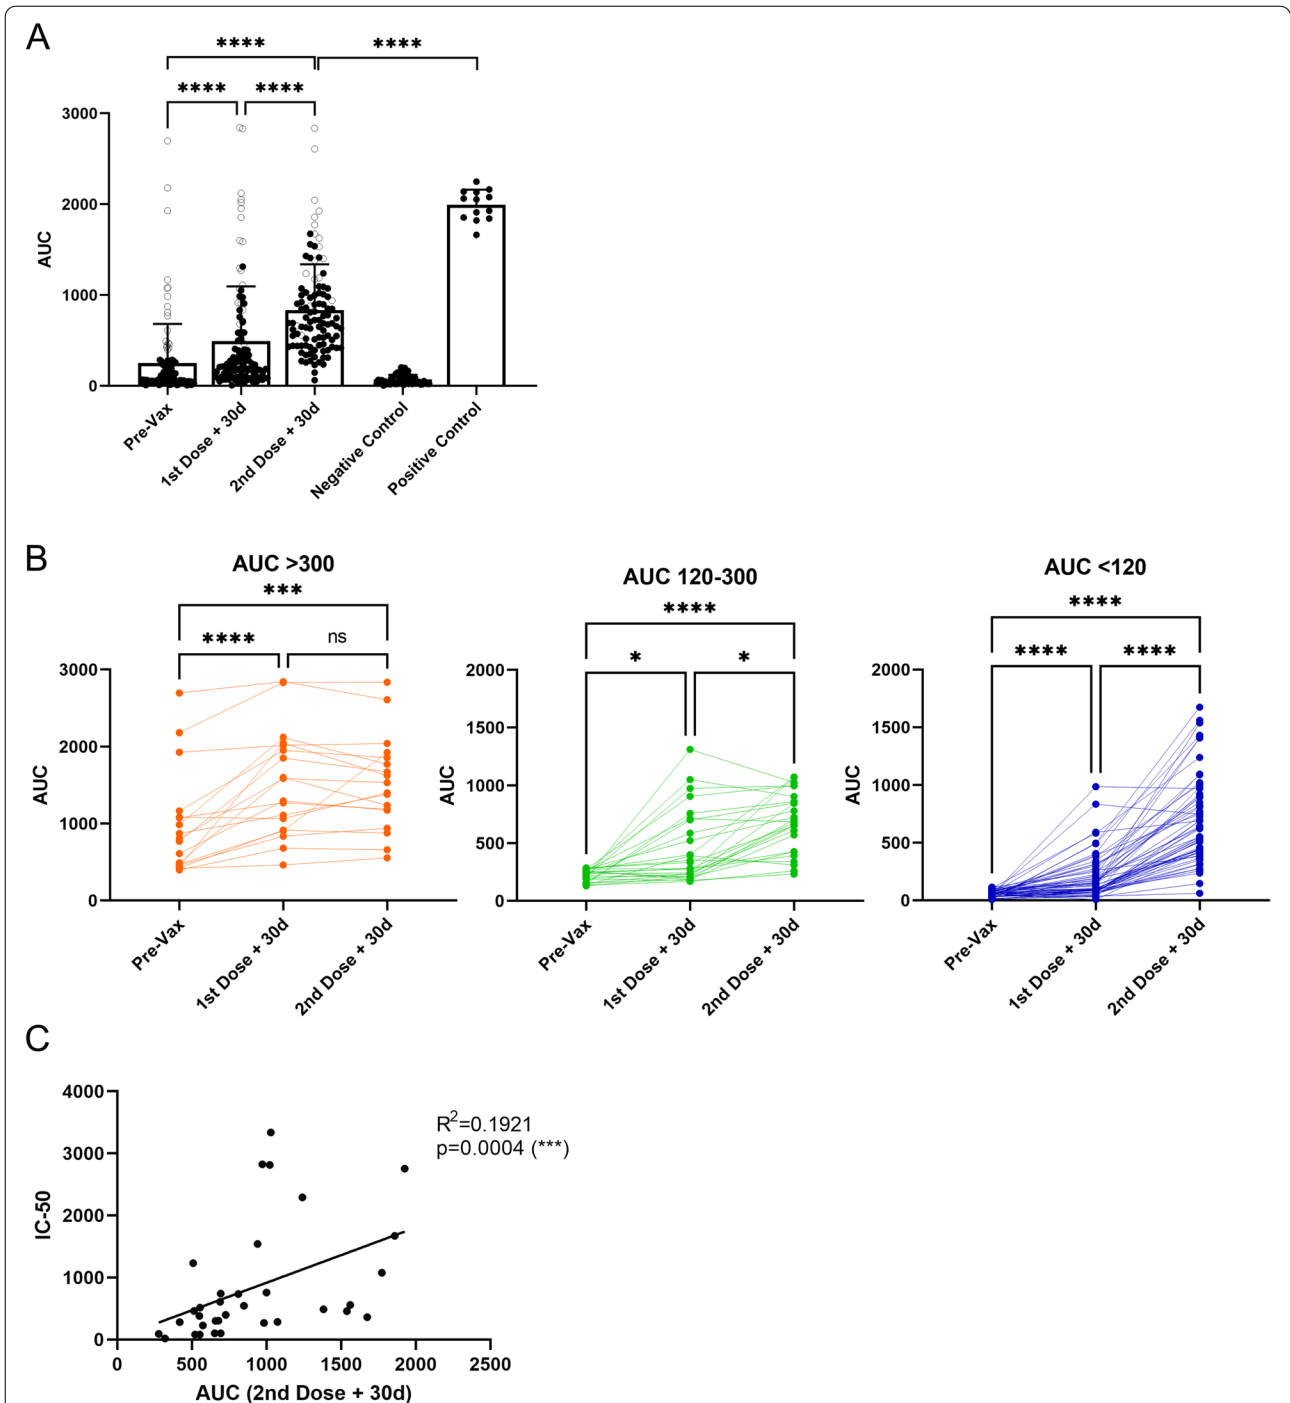 A
****
****
****
****
3000
2000
1000
0
AUC
Pre-Vax
1st Dose + 30d
2nd Dose + 30d
Negative Control
Positive Control
B
AUC >300
***
****
ns
3000
2000
1000
0
AUC
Pre-Vax
1st Dose + 30d
2nd Dose + 30d
AUC 120-300
****
*
*
2000
1500
1000
500
0
AUC
Pre-Vax
1st Dose + 30d
2nd Dose + 30d
AUC <120
****
****
****
2000
1500
1000
500
0
AUC
Pre-Vax
1st Dose + 30d
2nd Dose + 30d
C
4000
3000
2000
1000
0
IC-50
R²=0.1921
p=0.0004 (***)
0 500 1000 1500 2000 2500
AUC (2nd Dose + 30d)